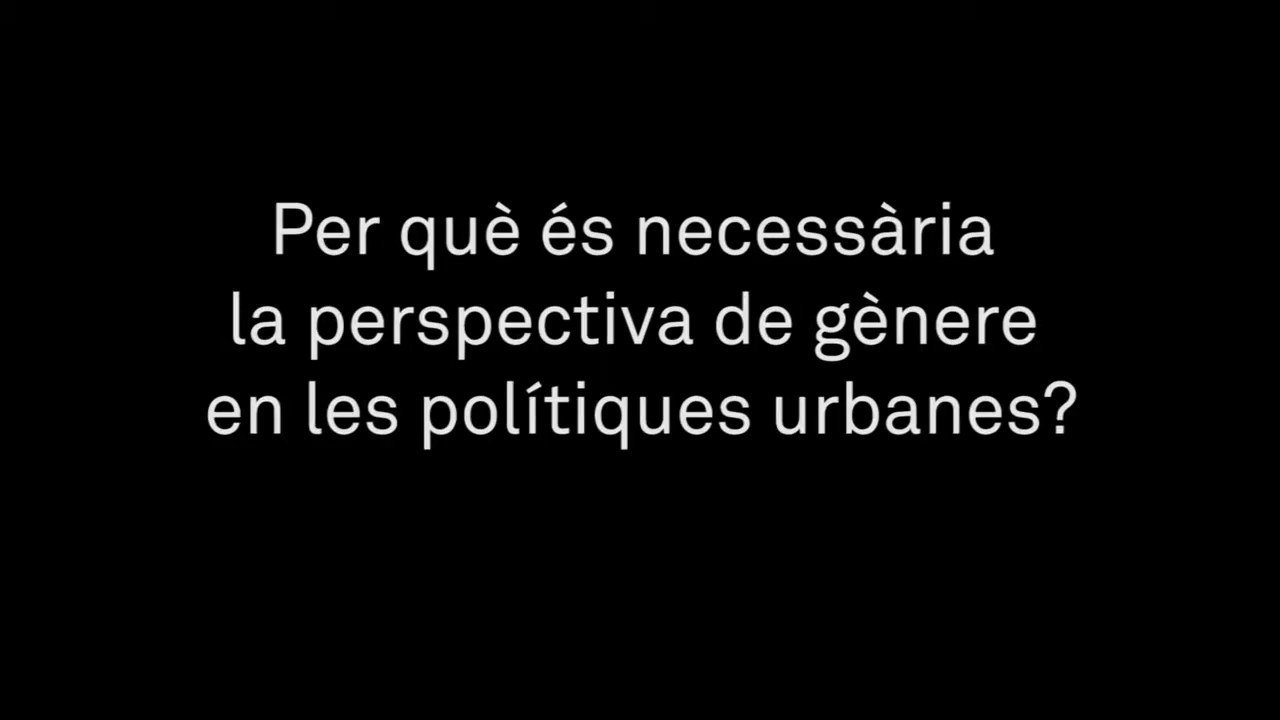 Per què és necessària
la perspectiva de gènere
en les polítiques urbanes?